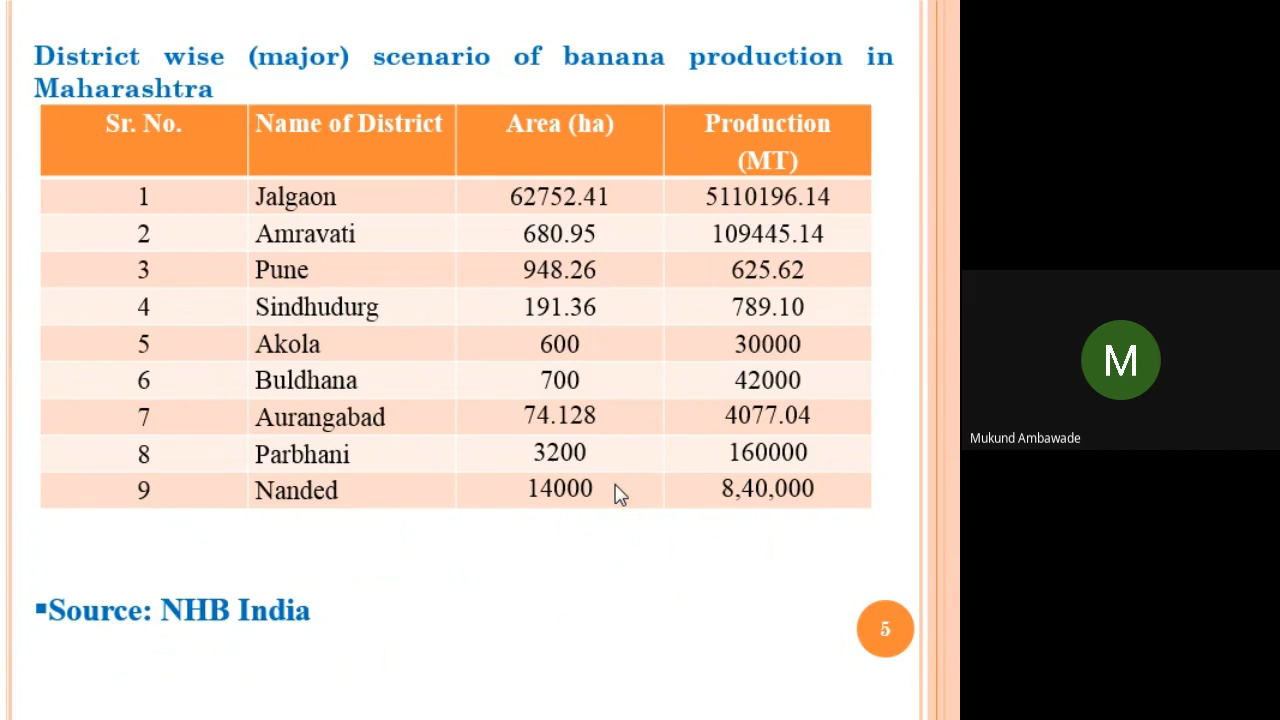 District wise (major) scenario of banana production in
Maharashtra
Sr. No. Name of District Area (ha) Production
(MT)
1 Jalgaon 62752.41 5110196.14
2 Amravati 680.95 109445.14
3 Pune 948.26 625.62
4 Sindhudurg 191.36 789.10
5 Akola 600 30000
6 Buldhana 700 42000
7 Aurangabad 74.128 4077.04
8 Parbhani 3200 160000
9 Nanded 14000 8,40,000
▪Source: NHB India
5
M
Mukund Ambawade